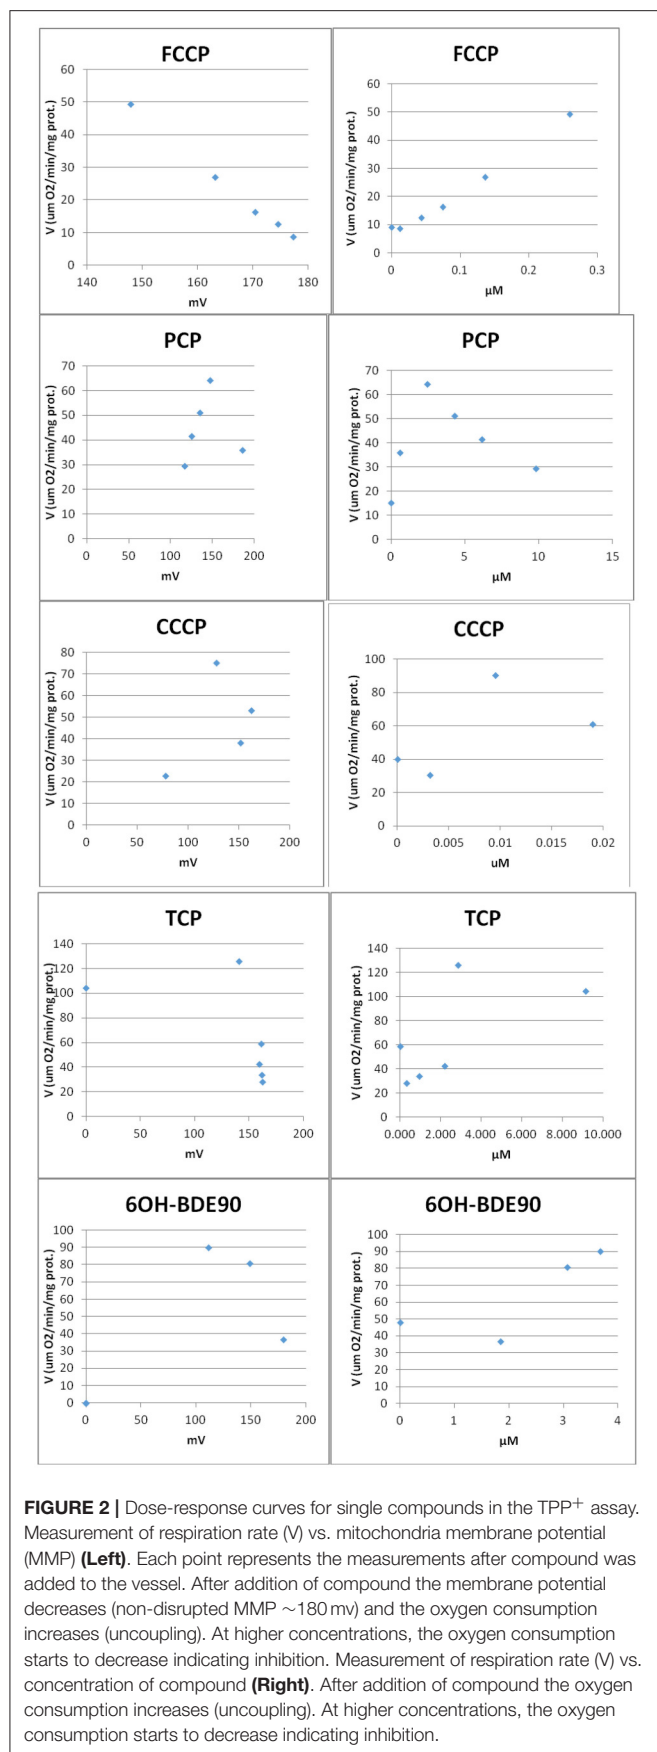 FCCP
V (um O2/min/mg prot.)
60
50
40
30
20
10
0
140 150 160 170 180
mV
FCCP
V (um O2/min/mg prot.)
60
50
40
30
20
10
0
0 0.1 0.2 0.3
µM
PCP
V (um O2/min/mg prot.)
70
60
50
40
30
20
10
0
0 50 100 150 200
mV
PCP
V (um O2/min/mg prot.)
70
60
50
40
30
20
10
0
0 5 10 15
µM
CCCP
V (um O2/min/mg prot.)
80
70
60
50
40
30
20
10
0
0 50 100 150 200
mV
CCCP
V (um O2/min/mg prot.)
100
80
60
40
20
0
0 0.005 0.01 0.015 0.02
uM
TCP
V (um O2/min/mg prot.)
140
120
100
80
60
40
20
0
0 50 100 150 200
mV
TCP
V (um O2/min/mg prot.)
140
120
100
80
60
40
20
0
0.000 2.000 4.000 6.000 8.000 10.000
µM
6OH-BDE90
V (um O2/min/mg prot.)
100
90
80
70
60
50
40
30
20
10
0
0 50 100 150 200
mV
6OH-BDE90
V (um O2/min/mg prot.)
100
90
80
70
60
50
40
30
20
10
0
0 1 2 3 4
µM
FIGURE 2 | Dose-response curves for single compounds in the TPP+ assay.
Measurement of respiration rate (V) vs. mitochondria membrane potential
(MMP) (Left). Each point represents the measurements after compound was
added to the vessel. After addition of compound the membrane potential
decreases (non-disrupted MMP ∼180 mv) and the oxygen consumption
increases (uncoupling). At higher concentrations, the oxygen consumption
starts to decrease indicating inhibition. Measurement of respiration rate (V) vs.
concentration of compound (Right). After addition of compound the oxygen
consumption increases (uncoupling). At higher concentrations, the oxygen
consumption starts to decrease indicating inhibition.